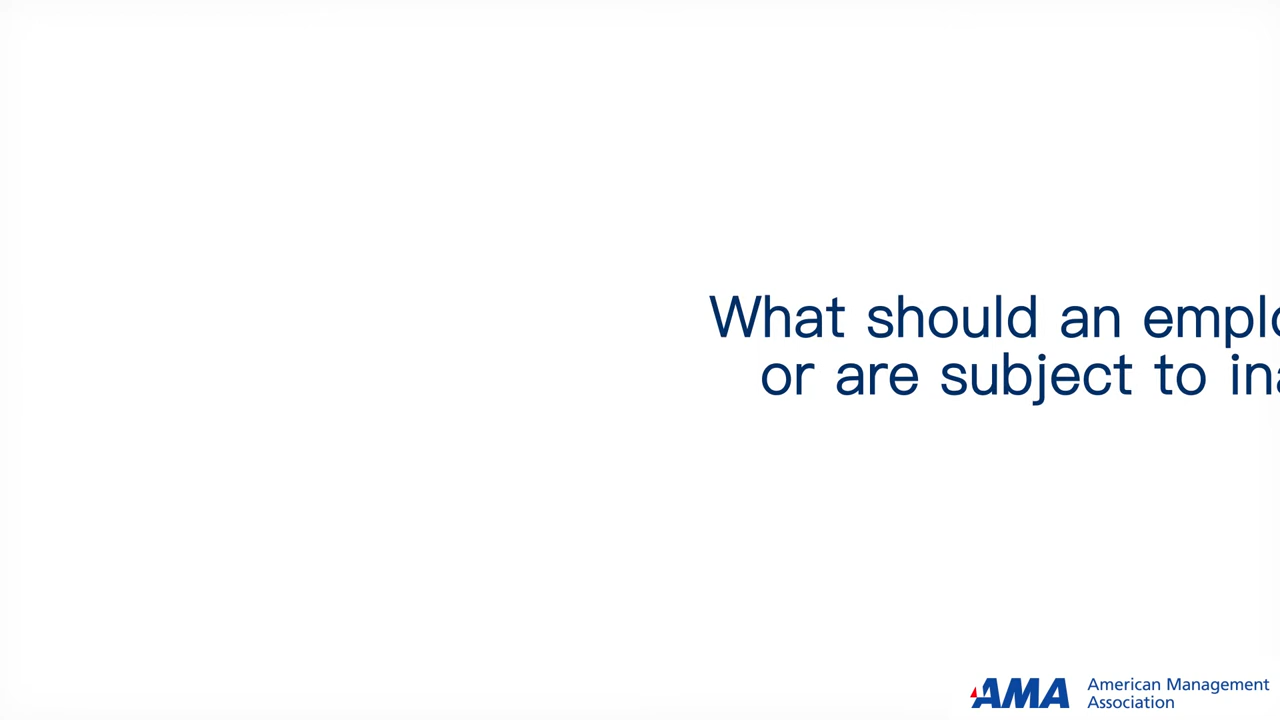 What should an emplo
or are subject to ina
AMA American Management
Association